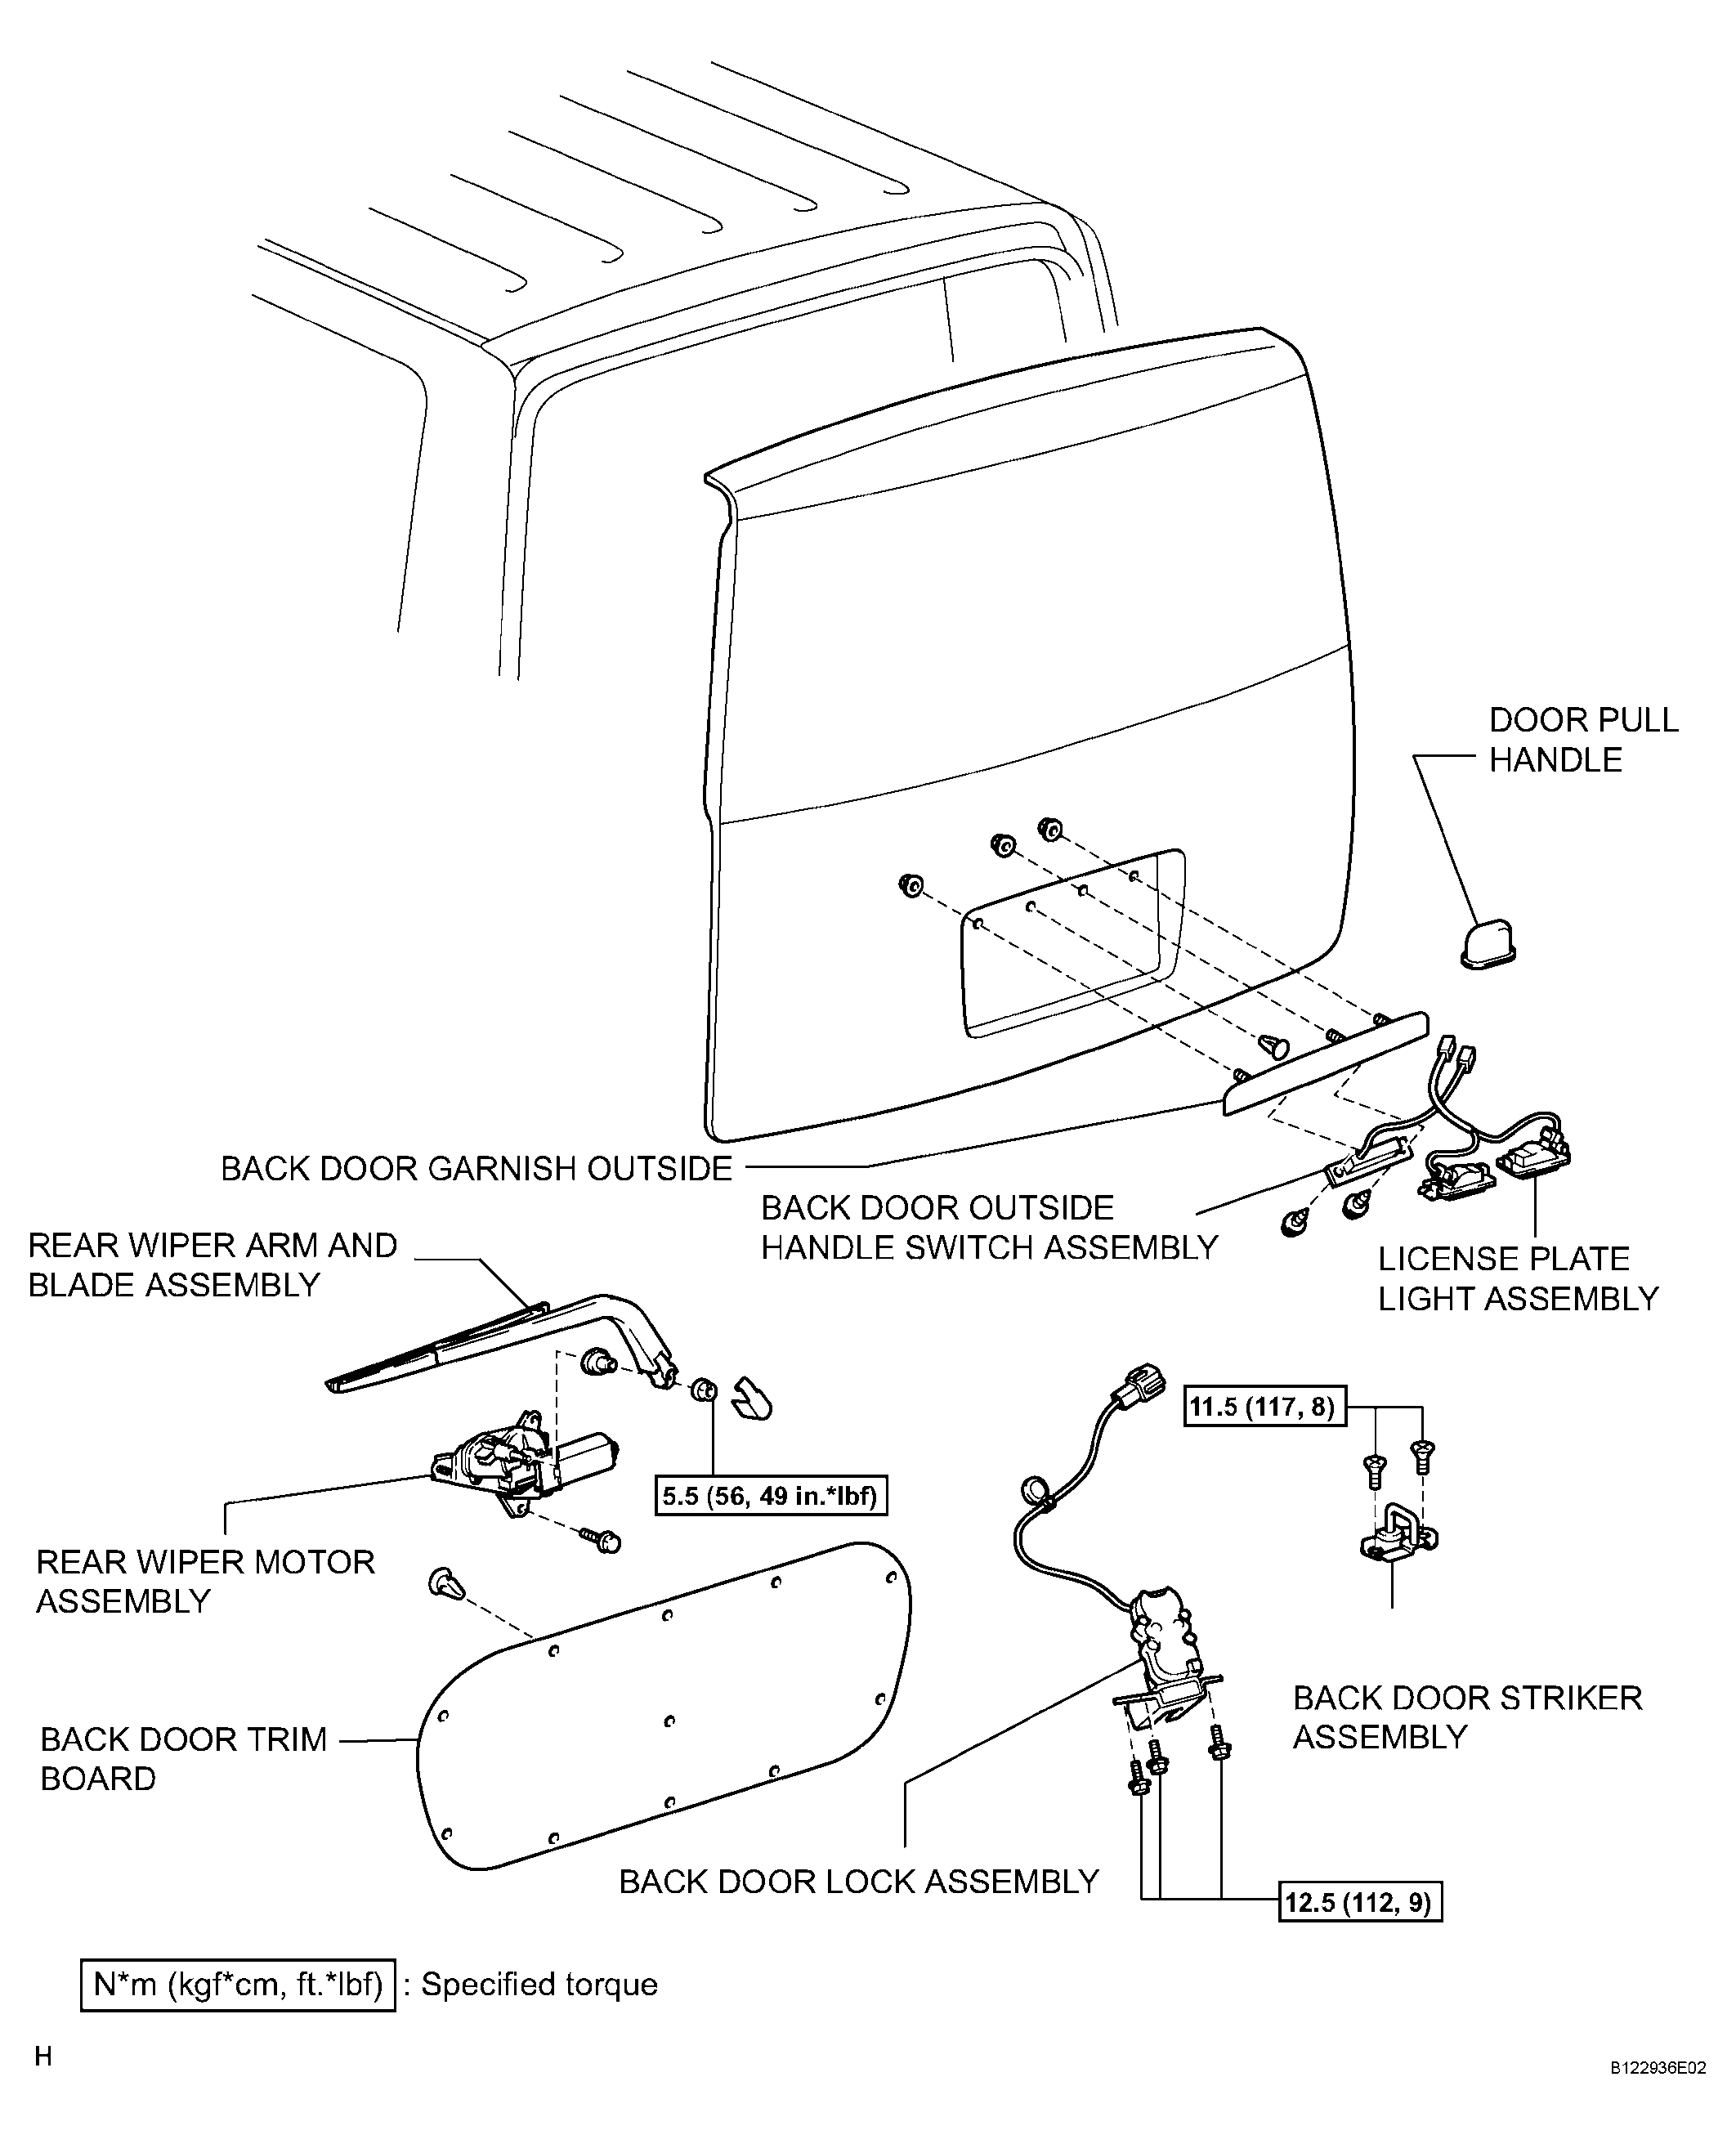 DOOR PULL
HANDLE
BACK DOOR GARNISH OUTSIDE
BACK DOOR OUTSIDE
HANDLE SWITCH ASSEMBLY
REAR WIPER ARM AND
BLADE ASSEMBLY
LICENSE PLATE
LIGHT ASSEMBLY
11.5 (117, 8)
5.5 (56, 49 in.*lbf)
REAR WIPER MOTOR
ASSEMBLY
BACK DOOR STRIKER
ASSEMBLY
BACK DOOR TRIM
BOARD
BACK DOOR LOCK ASSEMBLY
12.5 (112, 9)
N*m (kgf*cm, ft.*lbf) : Specified torque
H
B122936E02